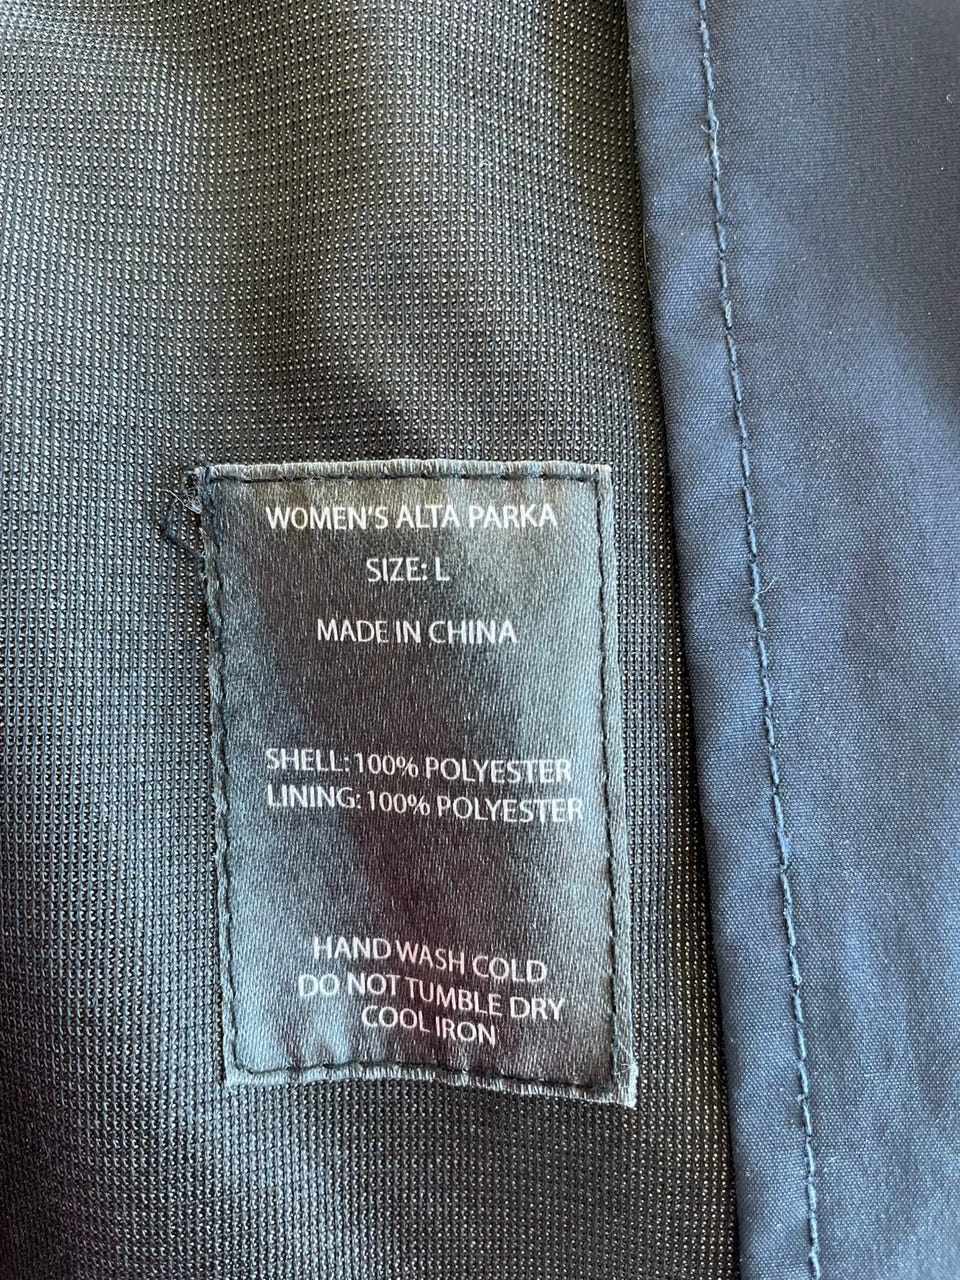 WOMEN'S ALTA PARKA
SIZE: L
MADE IN CHINA
SHELL: 100% POLYESTER
LINING: 100% POLYESTER
HAND WASH COLD
DO NOT TUMBLE DRY
COOL IRON